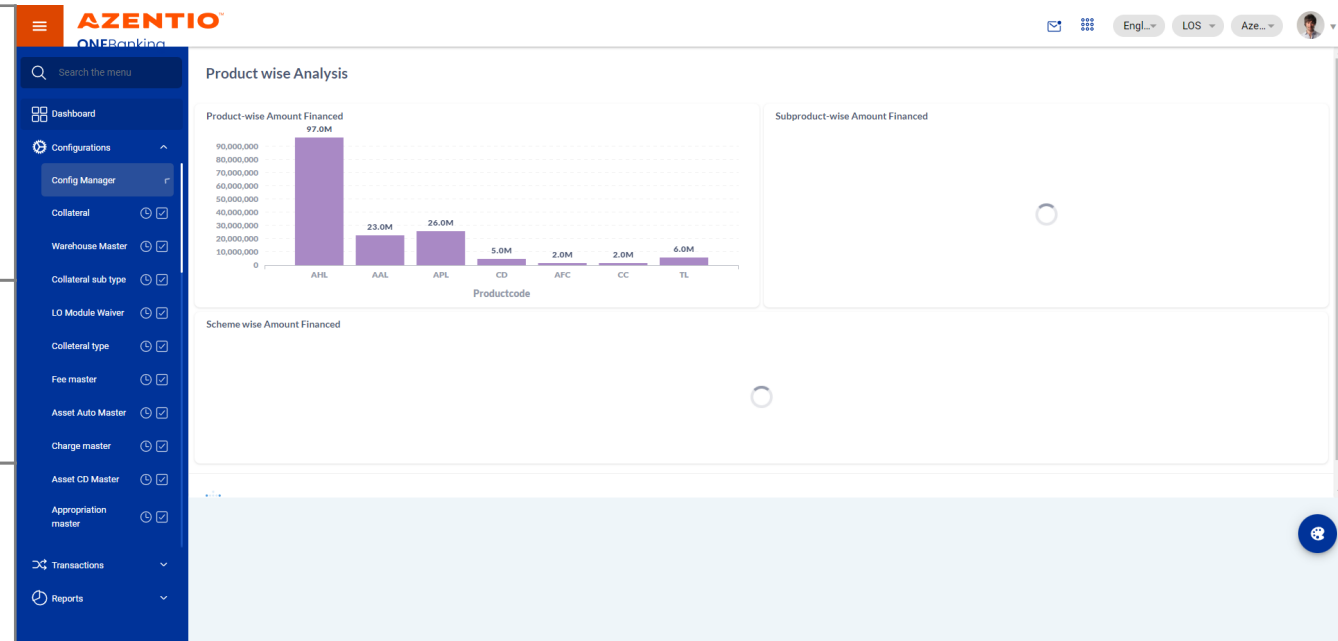 AZENTIO™
ONEBanking
Engl...
LOS
Aze...
Search the menu
Dashboard
Configurations
Config Manager
Collateral
Warehouse Master
Collateral sub type
LO Module Waiver
Colleteral type
Fee master
Asset Auto Master
Charge master
Asset CD Master
Appropriation
master
Transactions
Reports
Product wise Analysis
Product-wise Amount Financed
97.0M
90,000,000
80,000,000
70,000,000
60,000,000
50,000,000
40,000,000
30,000,000
20,000,000
10,000,000
0
23.0M
26.0M
5.0M
2.0M
2.0M
6.0M
AHL
AAL
APL
CD
AFC
CC
TL
Productcode
Subproduct-wise Amount Financed
Scheme wise Amount Financed